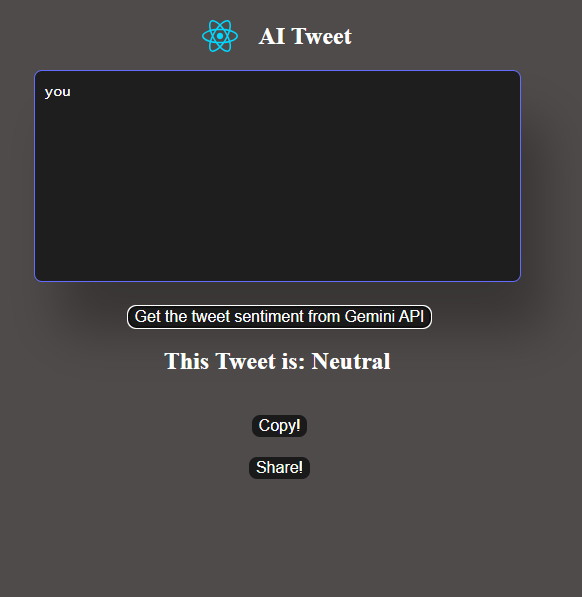 AI Tweet
you
Get the tweet sentiment from Gemini API
This Tweet is: Neutral
Copy!
Share!